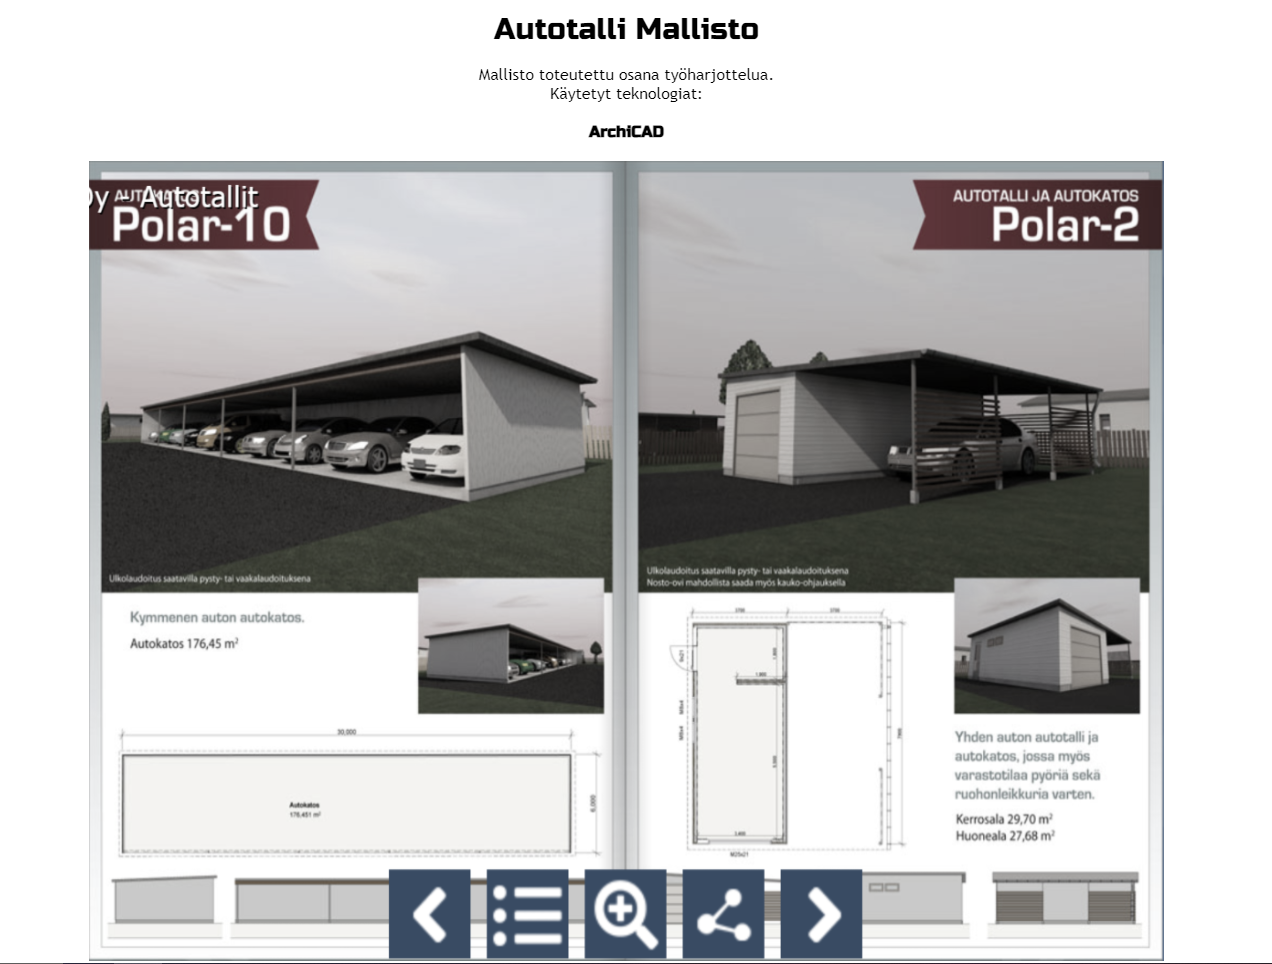 Autotalli Mallisto
Mallisto toteutettu osana työharjottelua.
Käytetyt teknologiat:
ArchiCAD
Oy - Autotallit
AUTOKATOS
Polar-10
Ulkolaudoitus saatavilla pysty- tai vaakalaudoituksena
Kymmenen auton autokatos.
Autokatos 176,45 m²
30,000
Autokatos
176,451 m²
6,000
AUTOTALLI JA AUTOKATOS
Polar-2
Ulkolaudoitus saatavilla pysty- tai vaakalaudoituksena
Nosto-ovi mahdollista saada myös kauko-ohjauksella
Yhden auton autotalli ja
autokatos, jossa myös
varastotilaa pyöriä sekä
ruohonleikkuria varten.
Kerrosala 29,70 m²
Huoneala 27,68 m²